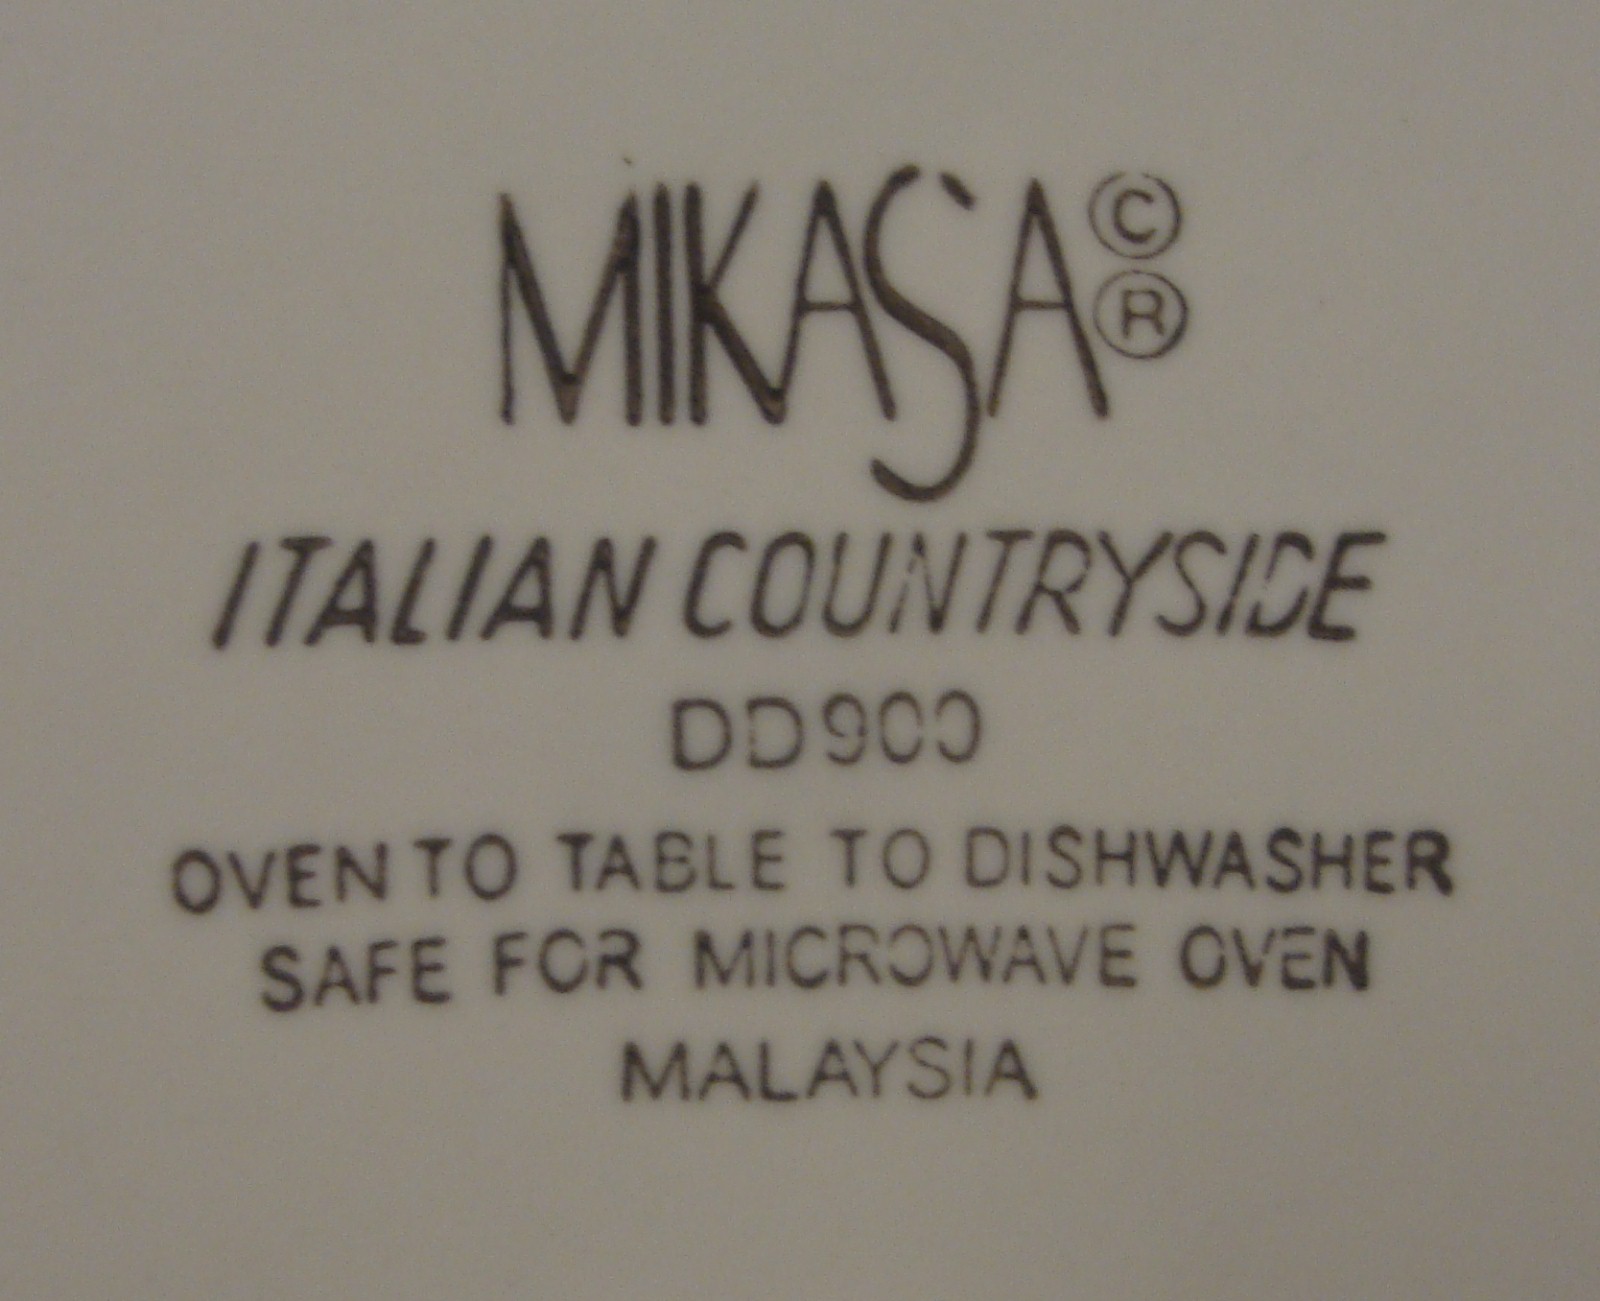 MIKASA © ®
ITALIAN COUNTRYSIDE
DD900
OVEN TO TABLE TO DISHWASHER
SAFE FOR MICROWAVE OVEN
MALAYSIA